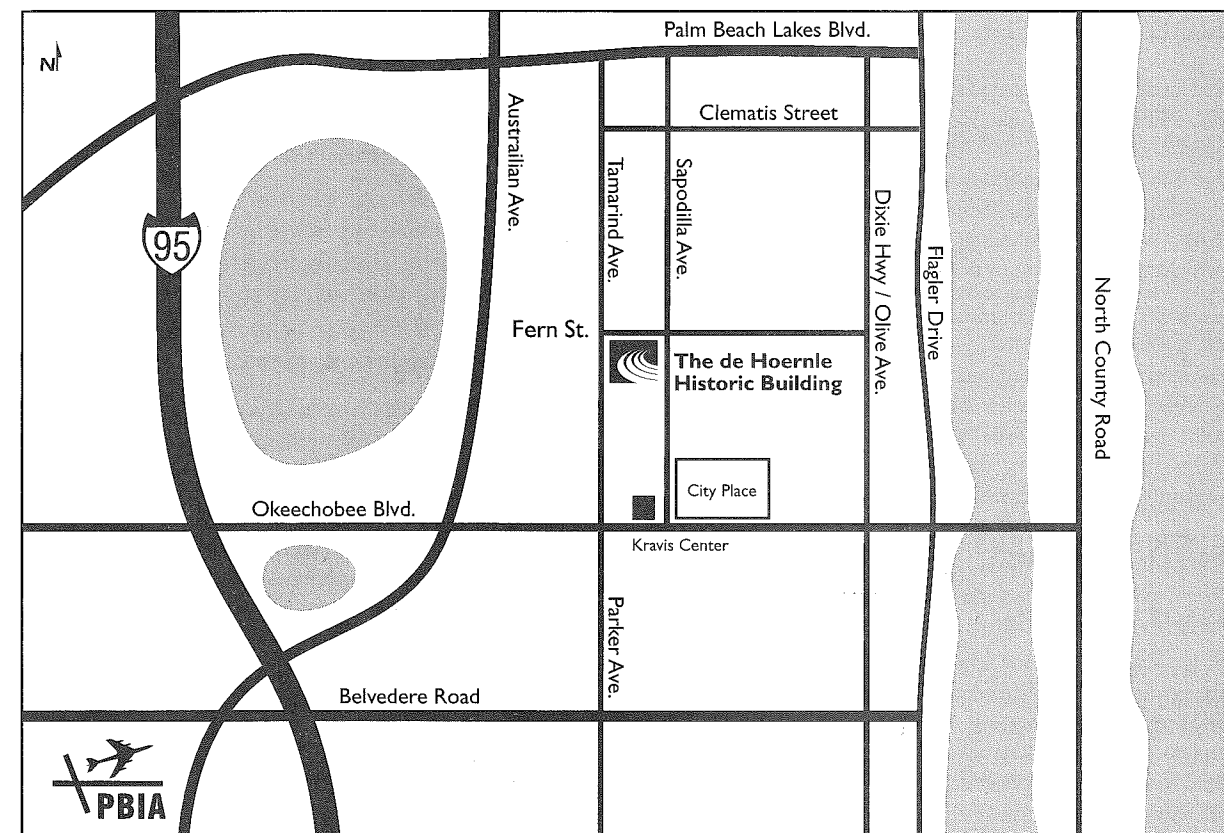 Palm Beach Lakes Blvd.
N
Clematis Street
Austrailian Ave.
Tamarind Ave.
Sapodilla Ave.
Dixie Hwy / Olive Ave.
Flagler Drive
North County Road
95
Fern St.
The de Hoernle
Historic Building
City Place
Okeechobee Blvd.
Kravis Center
Parker Ave.
Belvedere Road
PBIA